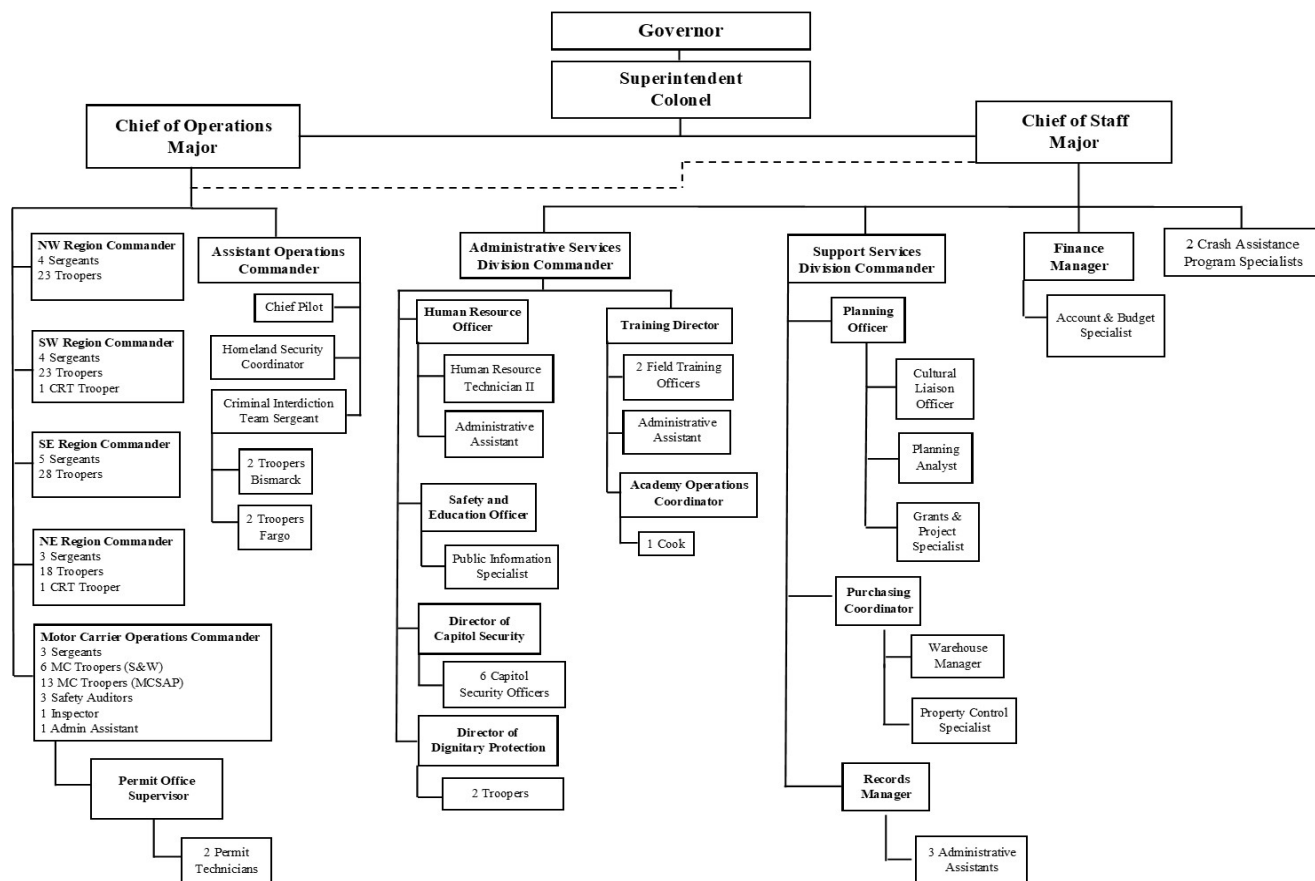 Governor
Superintendent
Colonel
Chief of Operations
Major
Chief of Staff
Major
NW Region Commander
4 Sergeants
23 Troopers
SW Region Commander
4 Sergeants
23 Troopers
1 CRT Trooper
SE Region Commander
5 Sergeants
28 Troopers
NE Region Commander
3 Sergeants
18 Troopers
1 CRT Trooper
Motor Carrier Operations Commander
3 Sergeants
6 MC Troopers (S&W)
13 MC Troopers (MCSAP)
3 Safety Auditors
1 Inspector
1 Admin Assistant
Permit Office
Supervisor
2 Permit
Technicians
Assistant Operations
Commander
Chief Pilot
Homeland Security
Coordinator
Criminal Interdiction
Team Sergeant
2 Troopers
Bismarck
2 Troopers
Fargo
Administrative Services
Division Commander
Human Resource
Officer
Human Resource
Technician II
Administrative
Assistant
Safety and
Education Officer
Public Information
Specialist
Director of
Capitol Security
6 Capitol
Security Officers
Director of
Dignitary Protection
2 Troopers
Training Director
2 Field Training
Officers
Administrative
Assistant
Academy Operations
Coordinator
1 Cook
Support Services
Division Commander
Planning
Officer
Cultural
Liaison
Officer
Planning
Analyst
Grants &
Project
Specialist
Purchasing
Coordinator
Warehouse
Manager
Property Control
Specialist
Records
Manager
3 Administrative
Assistants
Finance
Manager
Account & Budget
Specialist
2 Crash Assistance
Program Specialists